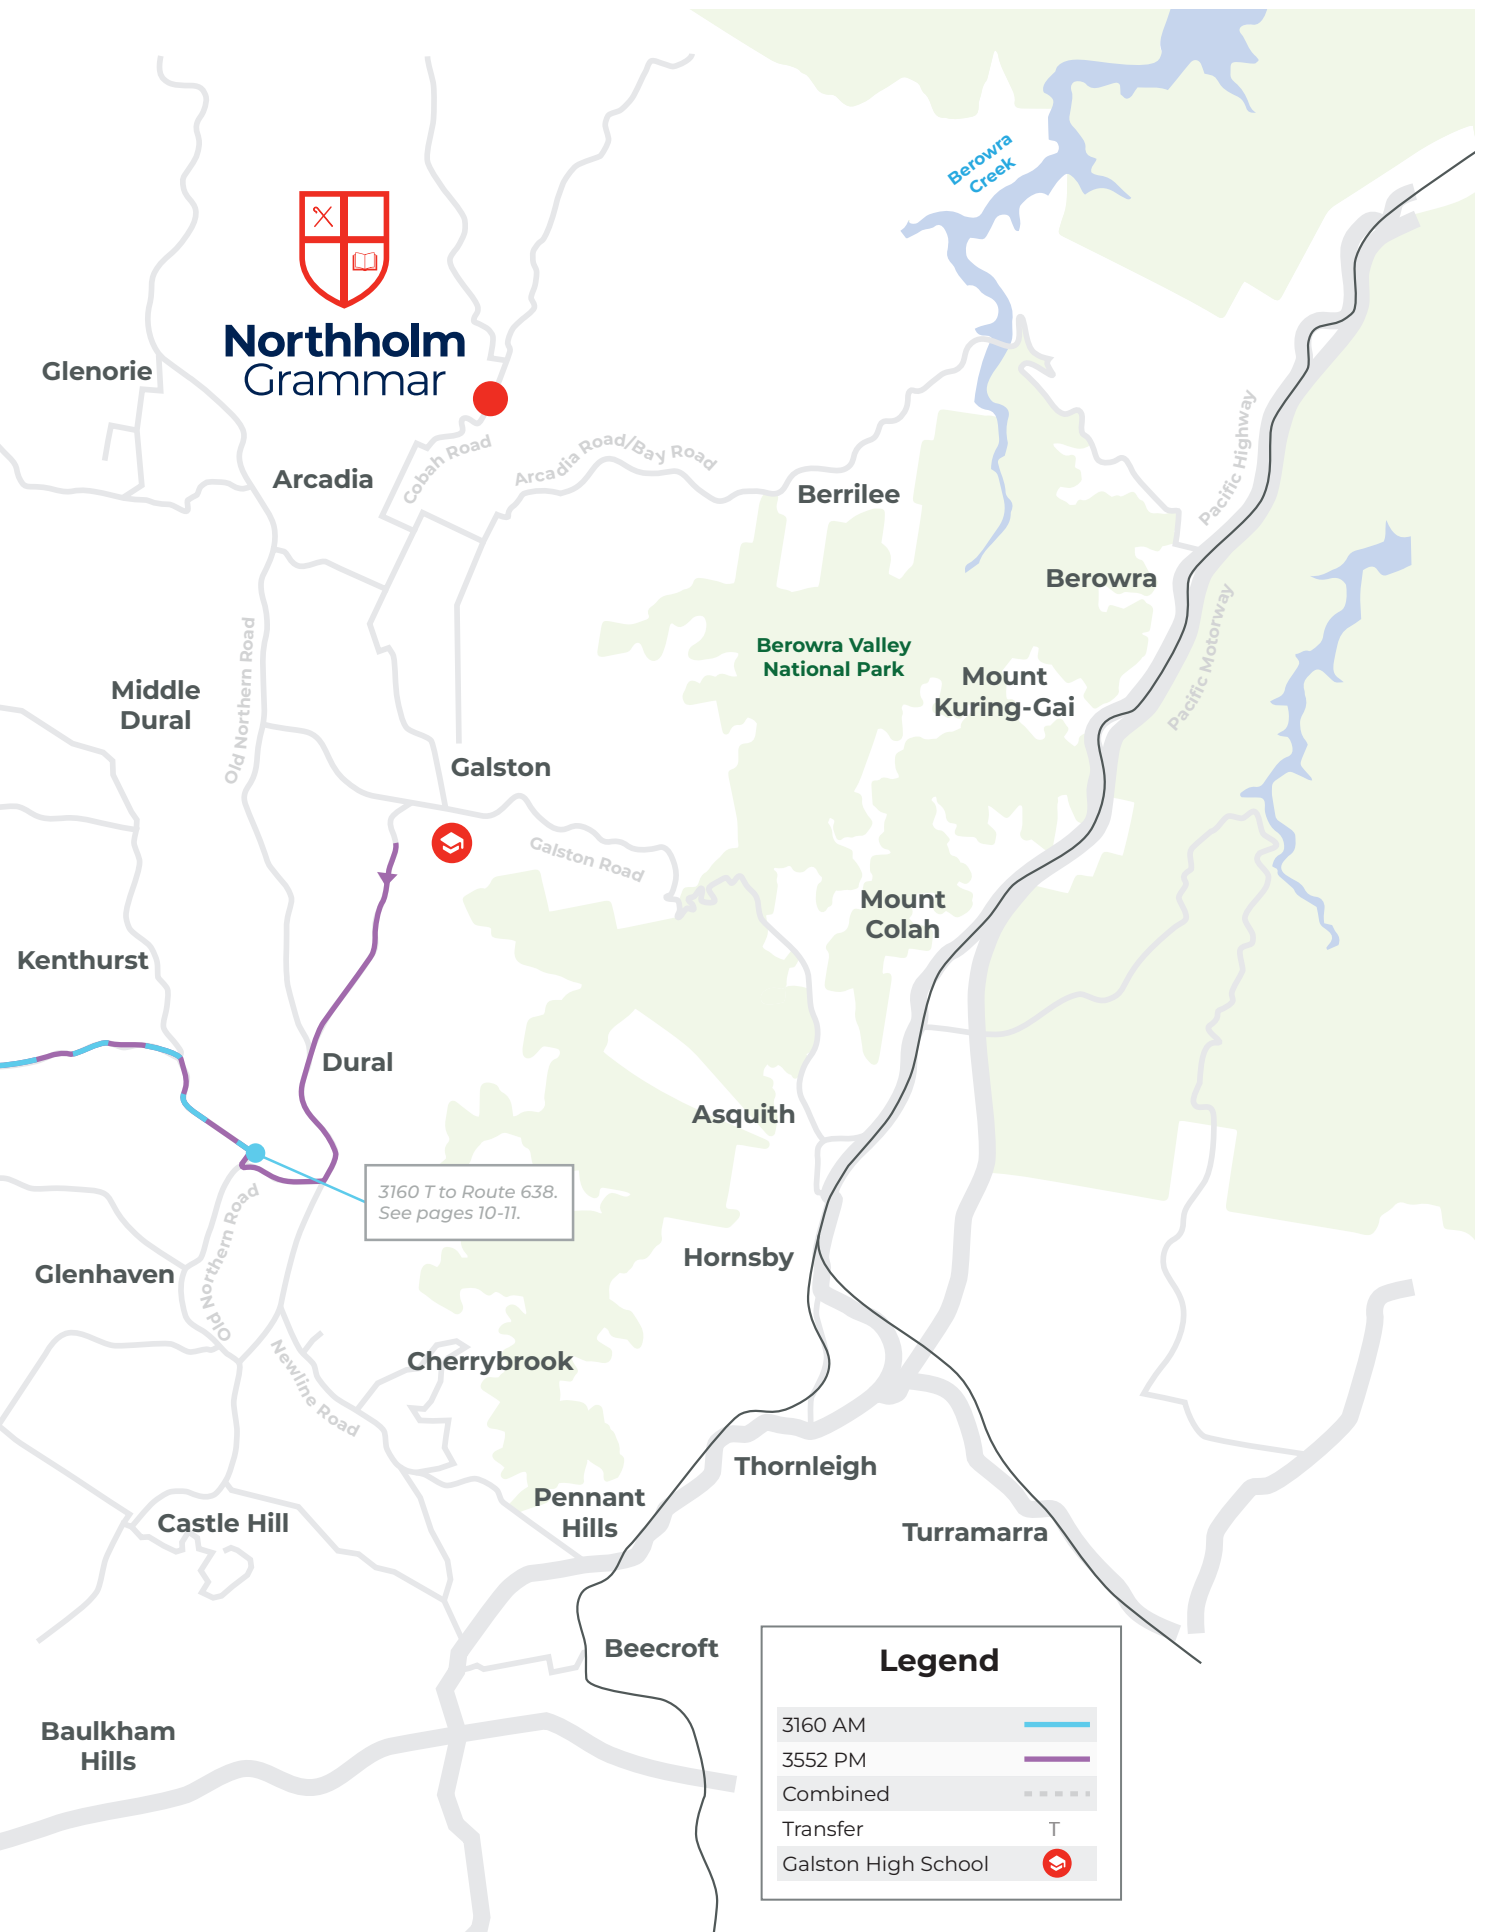 Berowra
Creek
Northholm
Grammar
Glenorie
Cobah Road
Arcadia Road/Bay Road
Pacific Highway
Arcadia
Berrilee
Berowra
Pacific Motorway
Old Northern Road
Berowra Valley
National Park
Middle
Dural
Mount
Kuring-Gai
Galston
Galston Road
Mount
Colah
Kenthurst
Dural
Asquith
3160 T to Route 638.
See pages 10-11.
Old Northern Road
Hornsby
Glenhaven
Newline Road
Cherrybrook
Thornleigh
Pennant
Hills
Castle Hill
Turramarra
Beecroft
Baulkham
Hills
Legend
3160 AM
3552 PM
Combined
Transfer T
Galston High School